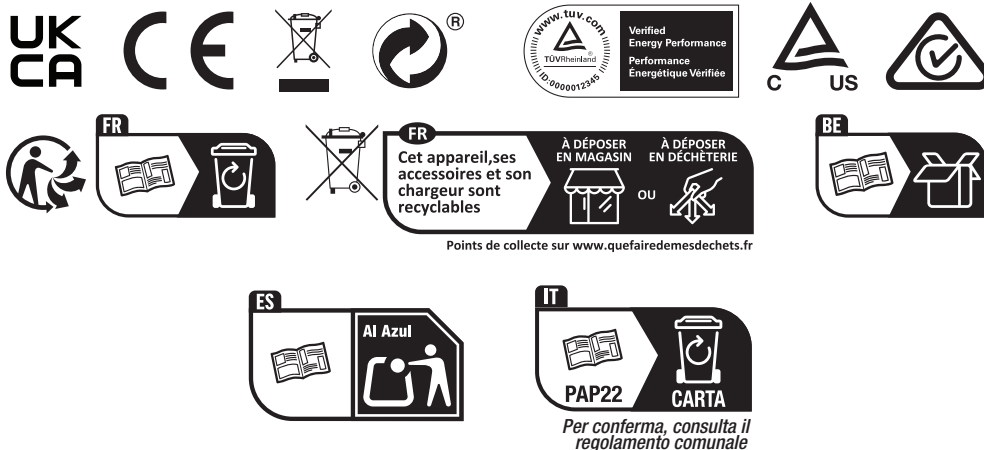 UK
CA
CE
®
www.tuv.com
TÜVRheinland®
ID:0000012345
Verified
Energy Performance
Performance
Énergétique Vérifiée
C US
FR
FR
Cet appareil,ses
accessoires et son
chargeur sont
recyclables
À DÉPOSER
EN MAGASIN
OU
À DÉPOSER
EN DÉCHÈTERIE
Points de collecte sur www.quefairedemesdechets.fr
BE
ES
Al Azul
IT
PAP22
CARTA
Per conferma, consulta il
regolamento comunale